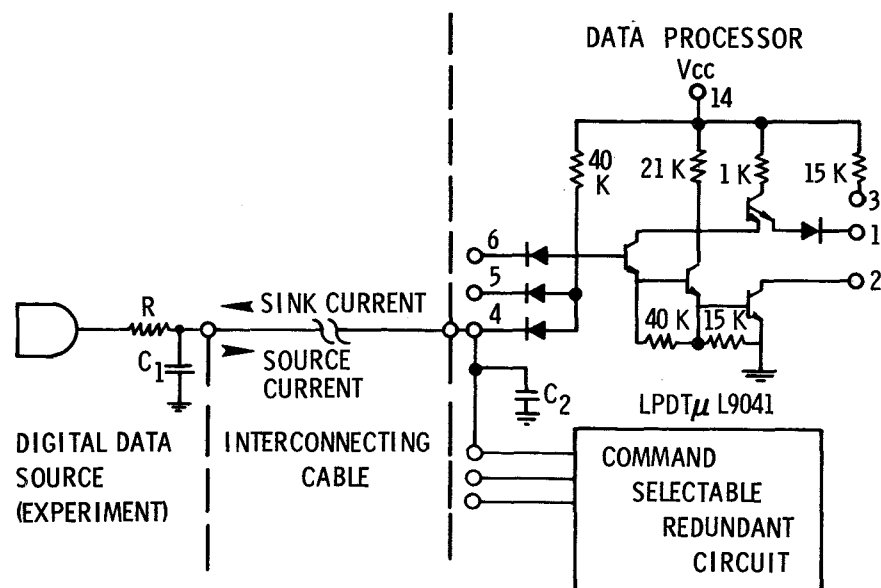 DATA PROCESSOR
Vcc
14
40
K
21 K
1 K
15 K
3
1
2
6
5
4
R
SINK CURRENT
SOURCE
CURRENT
C1
40 K
15 K
C2
LPDTμ L9041
DIGITAL DATA
SOURCE
(EXPERIMENT)
INTERCONNECTING
CABLE
COMMAND
SELECTABLE
REDUNDANT
CIRCUIT